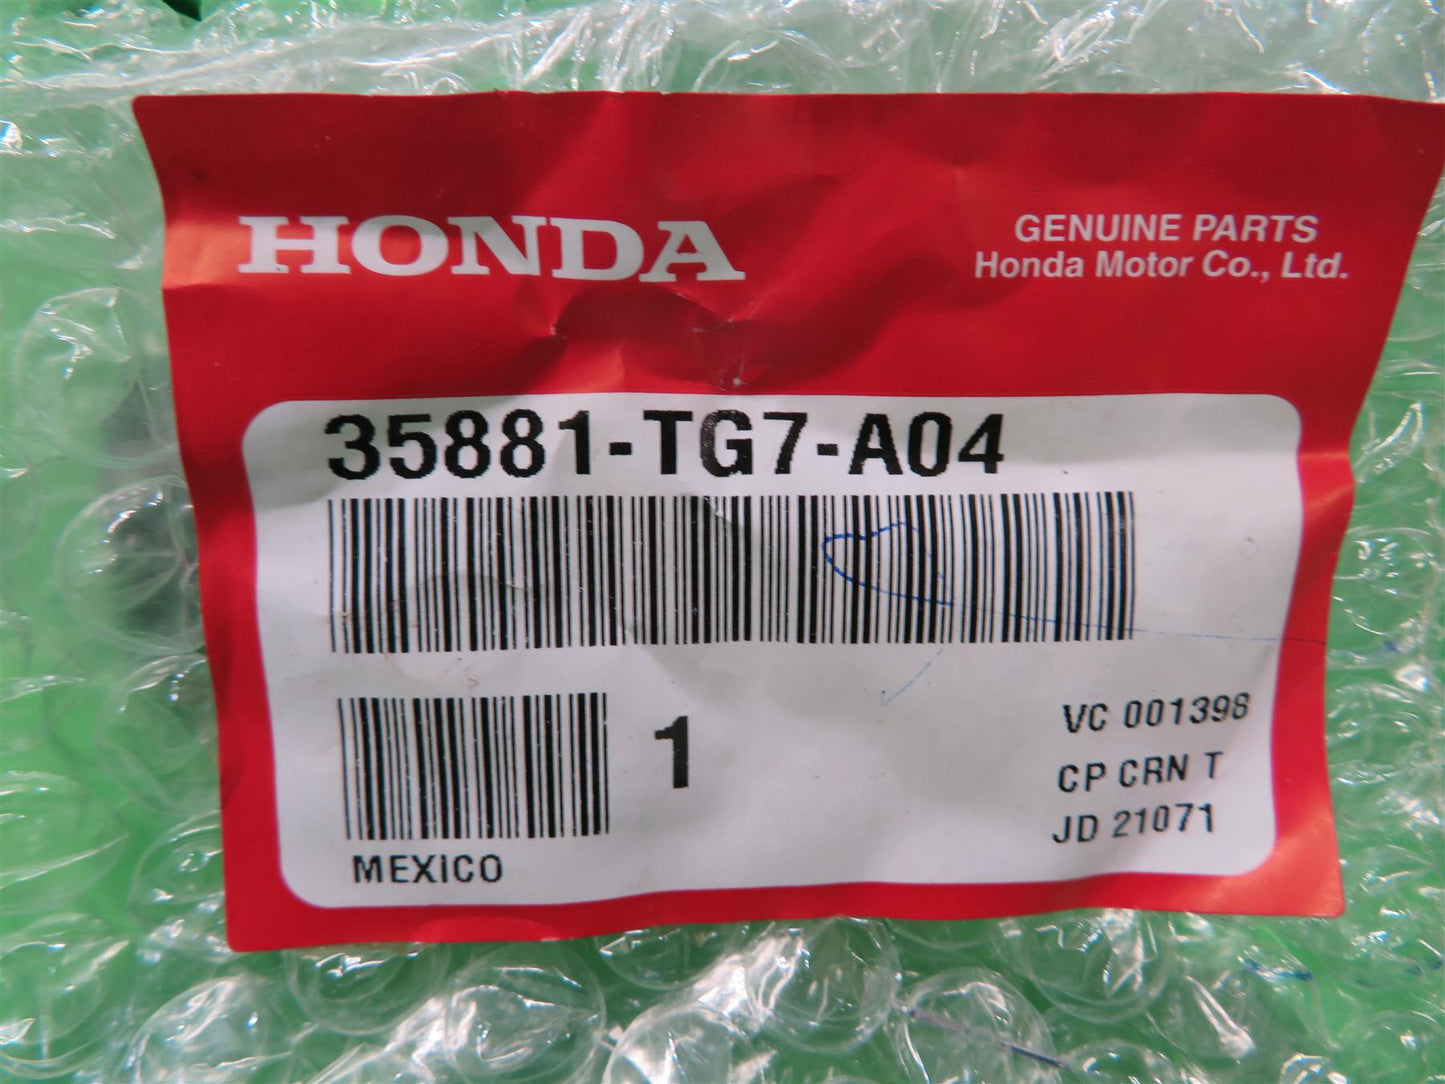 HONDA
GENUINE PARTS
Honda Motor Co., Ltd.
35881-TG7-A04
1
VC 001398
CP CRN T
JD 21071
MEXICO